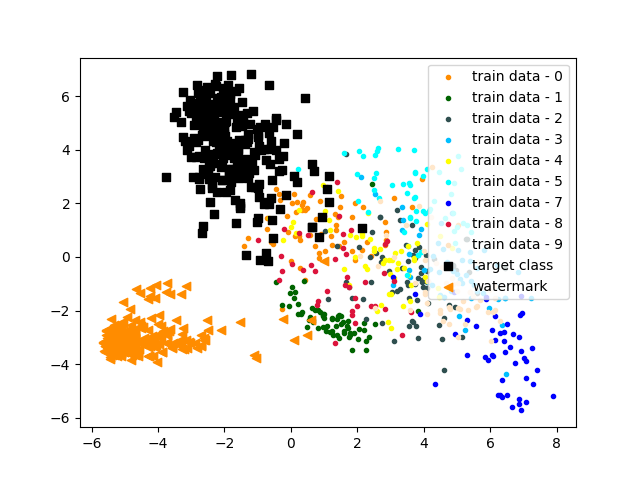 6
4
2
0
−2
−4
−6
−6
−4
−2
0
2
4
6
8
train data - 0
train data - 1
train data - 2
train data - 3
train data - 4
train data - 5
train data - 7
train data - 8
train data - 9
target class
watermark